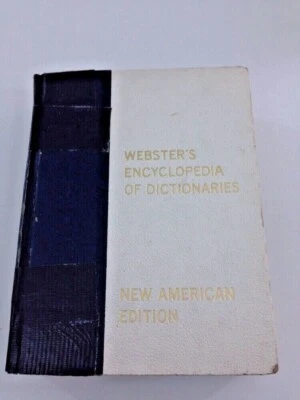 WEBSTER'S
ENCYCLOPEDIA
OF DICTIONARIES
NEW AMERICAN
EDITION